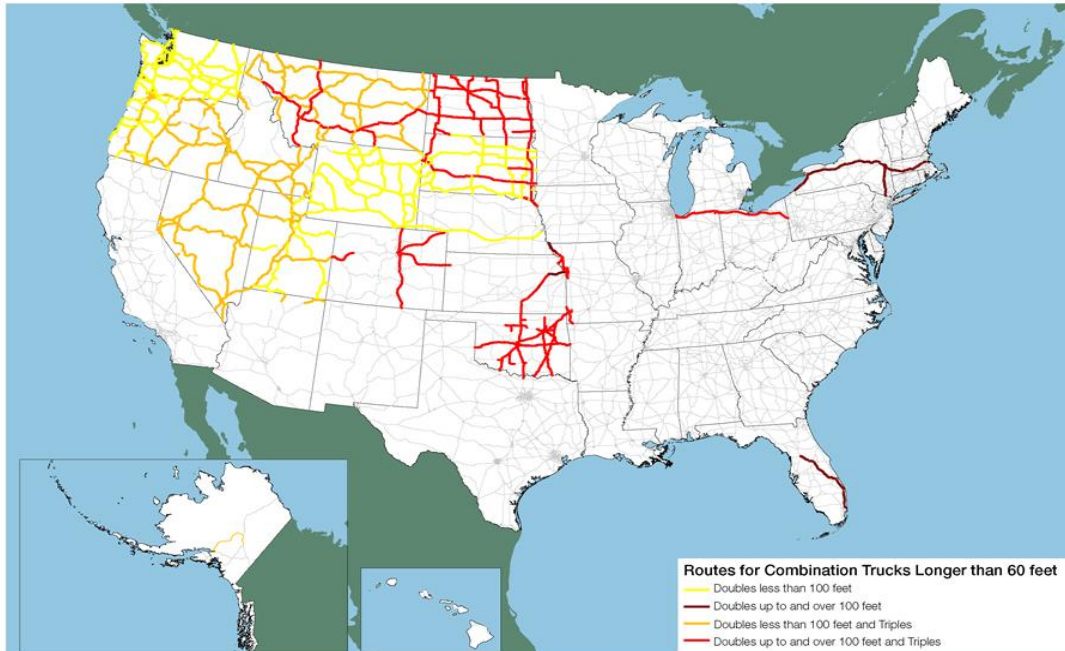 Routes for Combination Trucks Longer than 60 feet
Doubles less than 100 feet
Doubles up to and over 100 feet
Doubles less than 100 feet and Triples
Doubles up to and over 100 feet and Triples